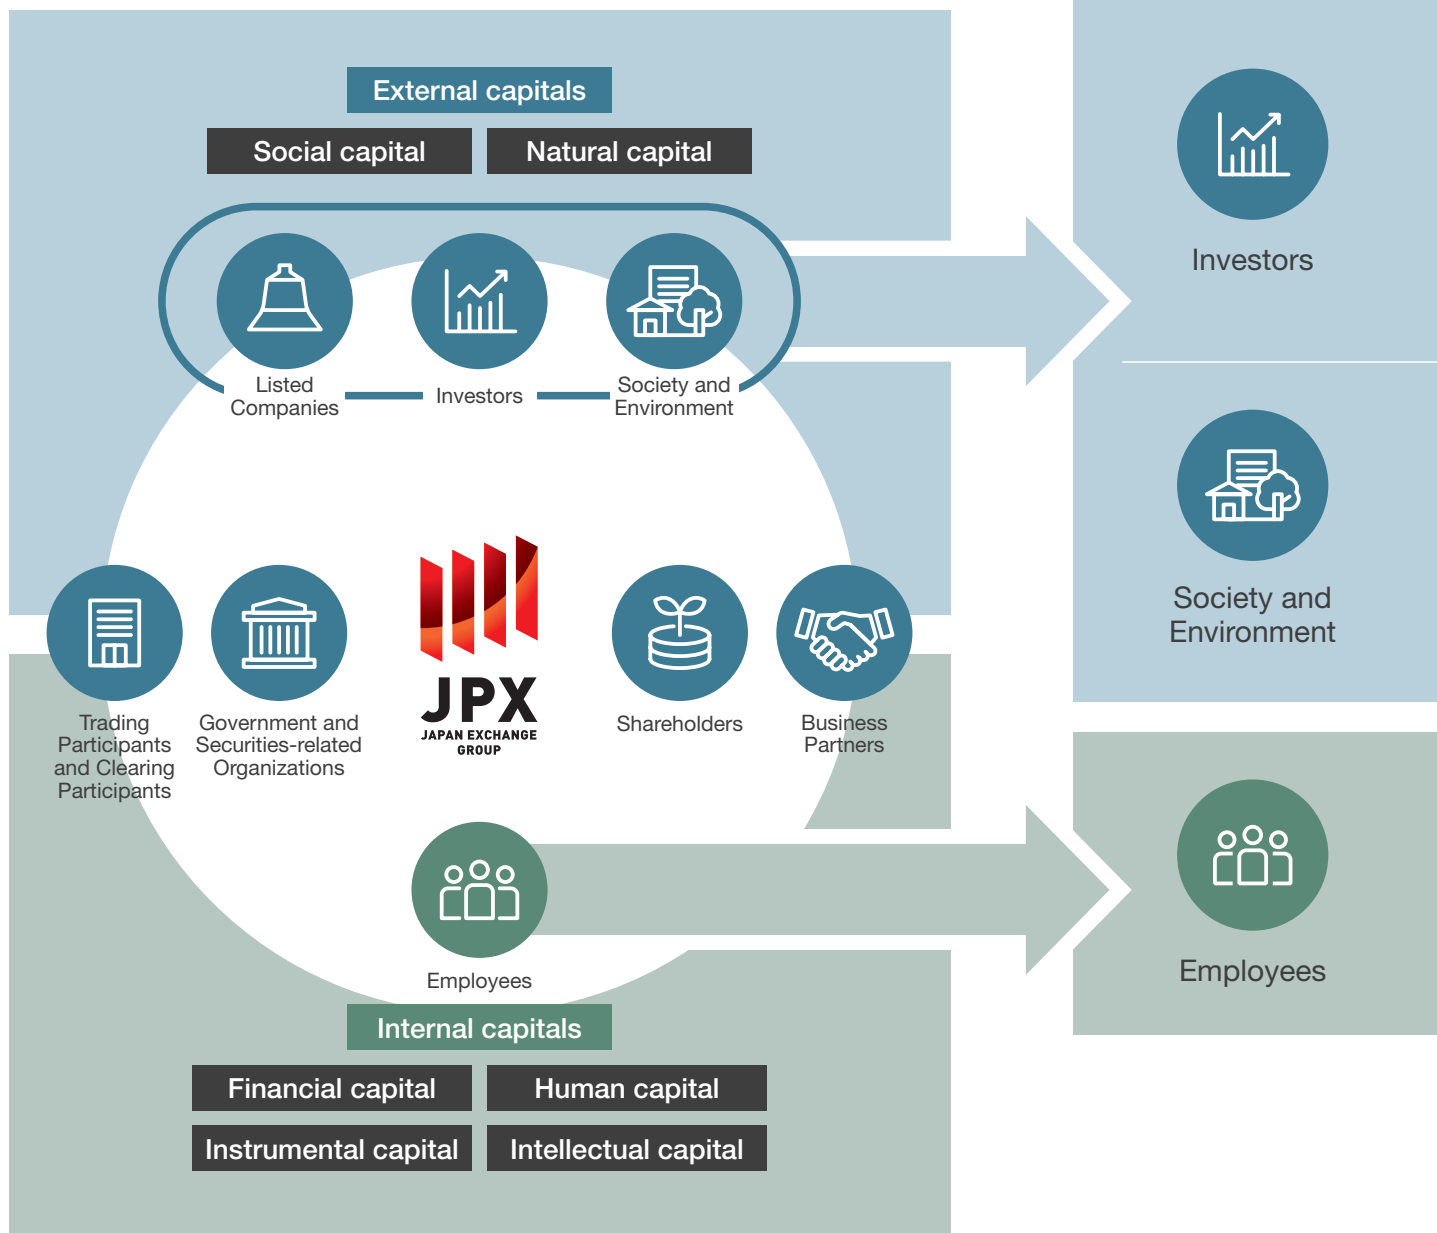 External capitals
Social capital
Natural capital
Listed
Companies
Investors
Society and
Environment
Trading
Participants
and Clearing
Participants
Government and
Securities-related
Organizations
JPX
JAPAN EXCHANGE
GROUP
Shareholders
Business
Partners
Employees
Internal capitals
Financial capital
Human capital
Instrumental capital
Intellectual capital
Investors
Society and
Environment
Employees